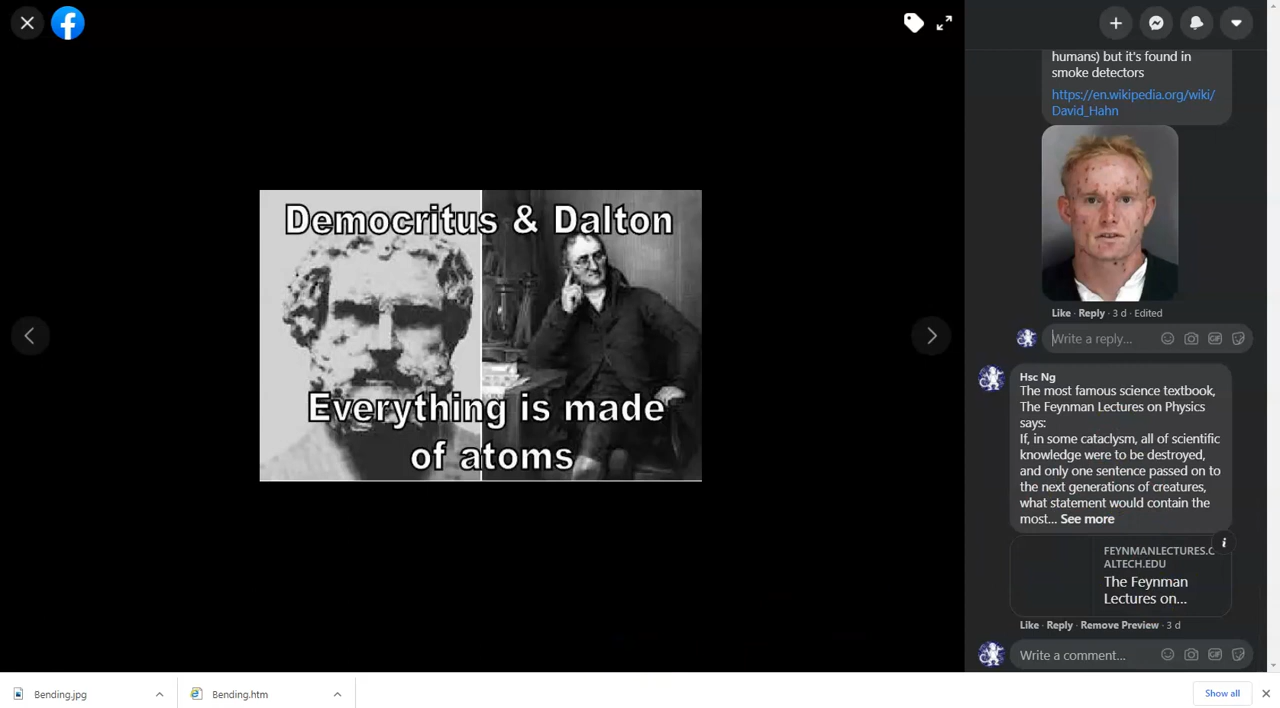 Democritus & Dalton
Everything is made
of atoms
humans) but it's found in
smoke detectors
https://en.wikipedia.org/wiki/
David_Hahn
Like · Reply · 3 d · Edited
Write a reply...
Hsc Ng
The most famous science textbook,
The Feynman Lectures on Physics
says:
If, in some cataclysm, all of scientific
knowledge were to be destroyed,
and only one sentence passed on to
the next generations of creatures,
what statement would contain the
most... See more
FEYNMANLECTURES.C
ALTECH.EDU
The Feynman
Lectures on...
Like · Reply · Remove Preview · 3 d
Write a comment...
Bending.jpg
Bending.htm
Show all